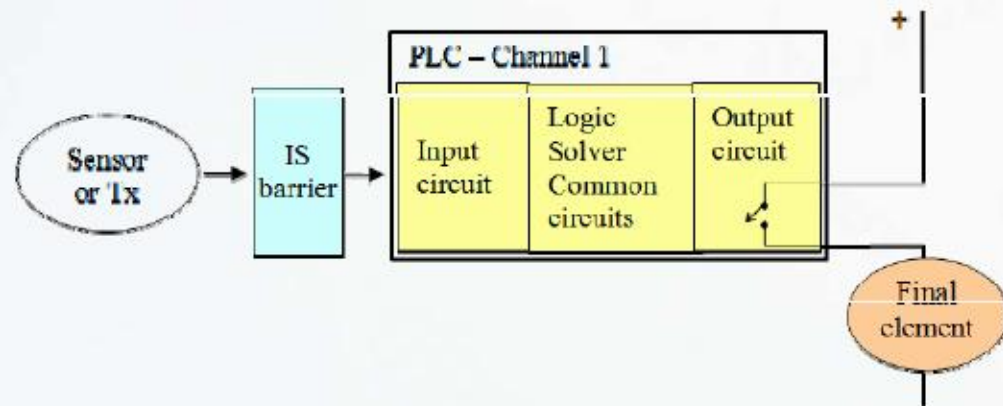 +
PLC – Channel 1
Sensor
or Tx
IS
barrier
Input
circuit
Logic
Solver
Common
circuits
Output
circuit
Final
element